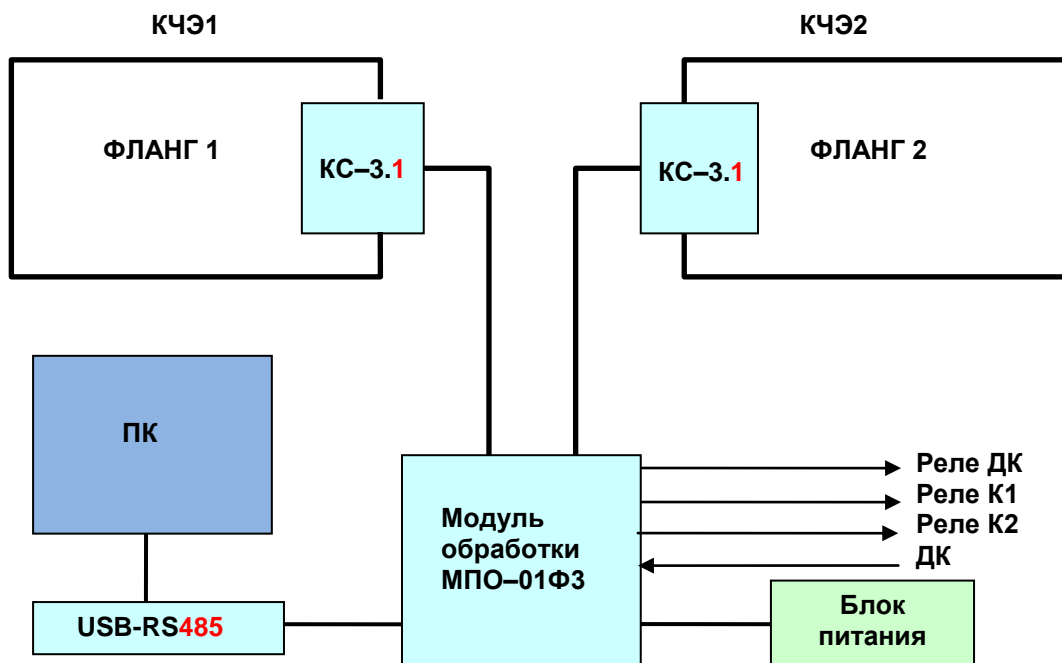 КЧЭ1
КЧЭ2
ФЛАНГ 1
КС–3.1
КС–3.1
ФЛАНГ 2
ПК
Реле ДК
Реле К1
Реле К2
ДК
Модуль
обработки
МПО–01Ф3
USB-RS485
Блок
питания